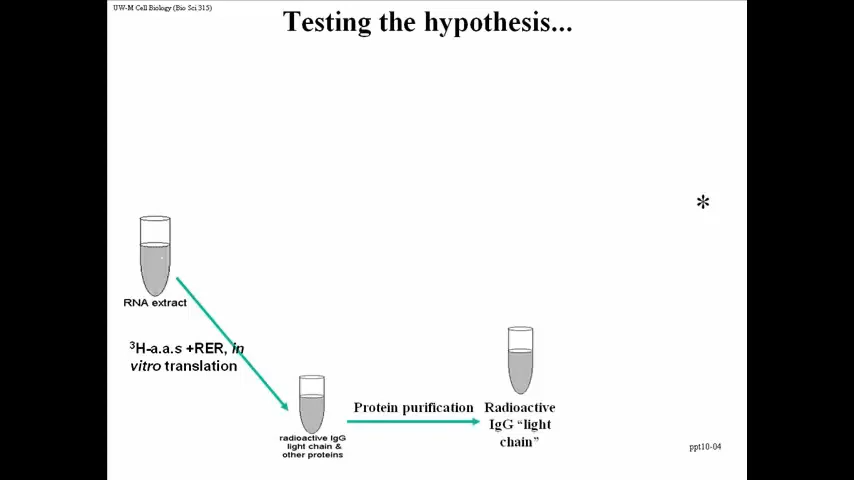 UW-M Cell Biology (Bio Sci 315)
Testing the hypothesis...
*
RNA extract
³H-a.a.s +RER, in
vitro translation
radioactive IgG
light chain &
other proteins
Protein purification
Radioactive
IgG “light
chain”
ppt10-04